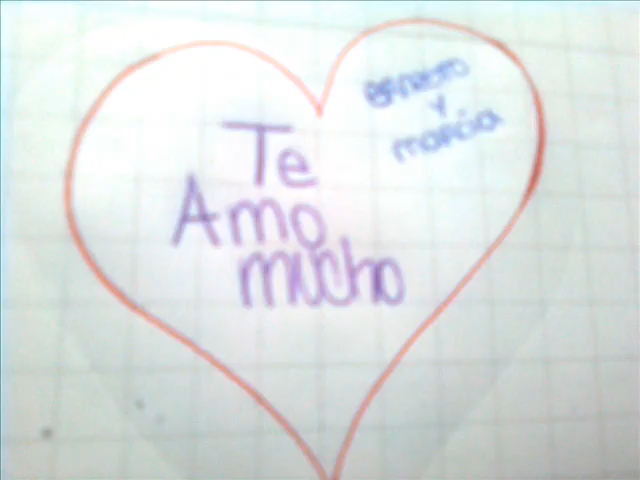 Te
Amo
mucho
ernesto
y
marcia